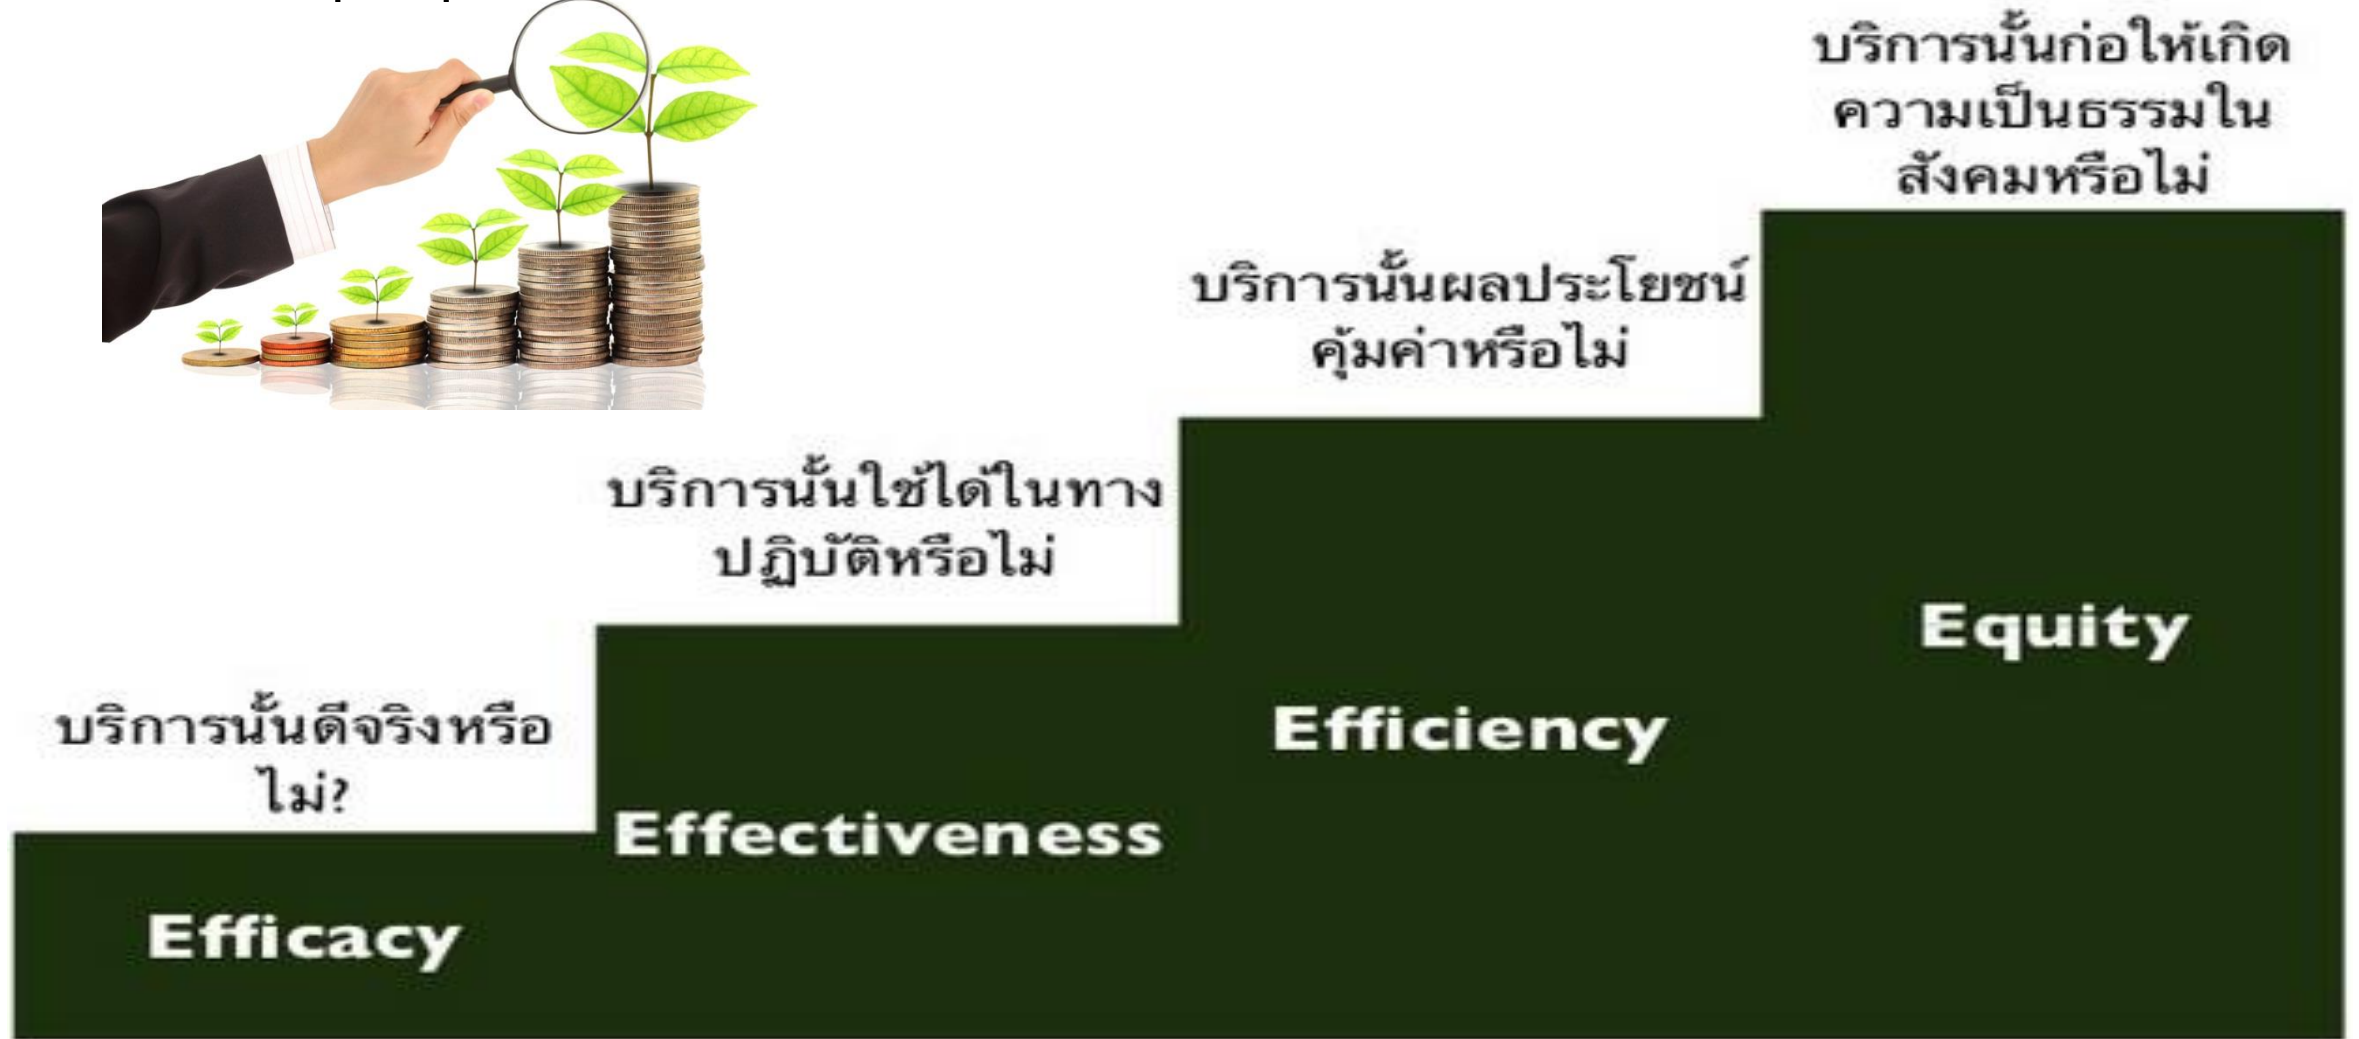 บริการนั้นก่อให้เกิด
ความเป็นธรรมใน
สังคมหรือไม่
บริการนั้นผลประโยชน์
คุ้มค่าหรือไม่
บริการนั้นใช้ได้ในทาง
ปฏิบัติหรือไม่
บริการนั้นดีจริงหรือ
ไม่?
Equity
Efficiency
Effectiveness
Efficacy